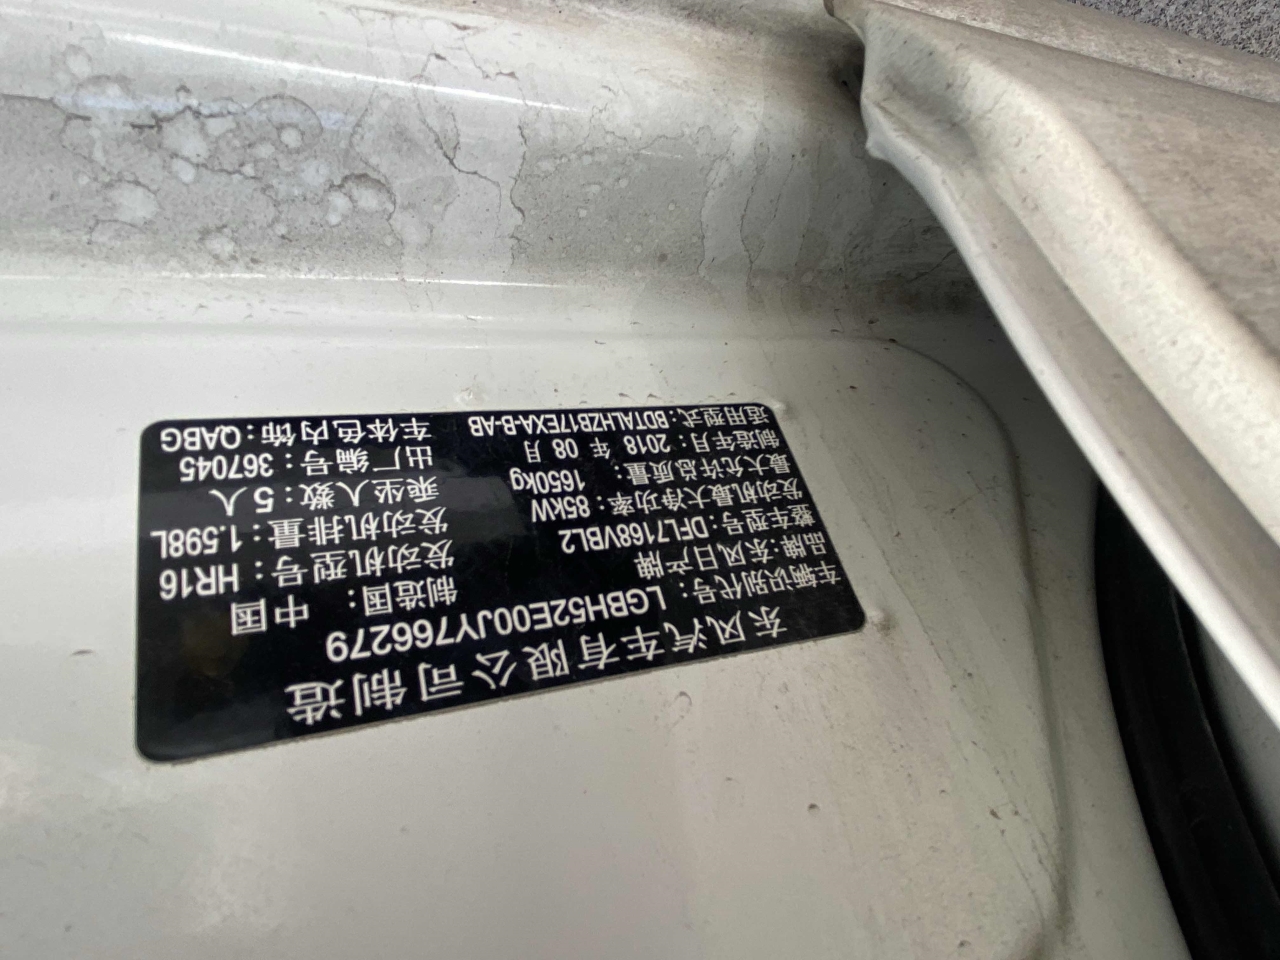 东风汽车有限公司制造
车辆识别代号：LGBH52E00JY766279
品牌：东风日产牌 制造国：中国
整车型号：DFL7168VBL2 发动机型号：HR16
发动机最大净功率：85kW 发动机排量：1.598L
最大允许总质量：1650kg 乘坐人数：5人
制造年月：2018 年 08 月 出厂编号：367045
适用型式：BDTALHZB17EXA-B-AB 车体色内饰：QABG